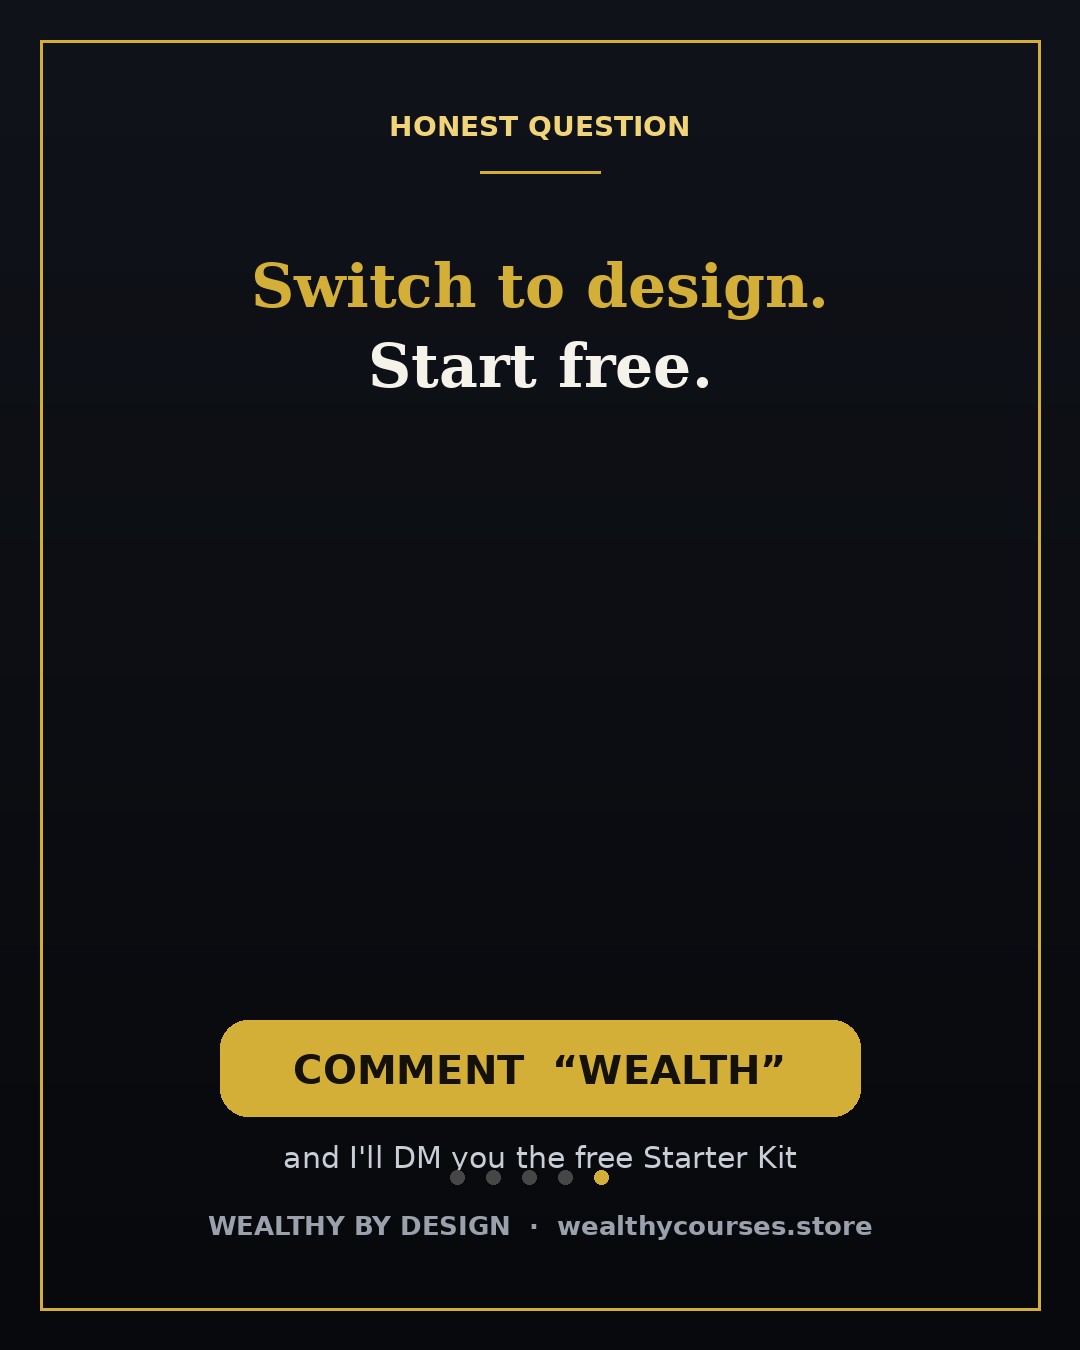 HONEST QUESTION
Switch to design.
Start free.
COMMENT “WEALTH”
and I'll DM you the free Starter Kit
WEALTHY BY DESIGN · wealthycourses.store